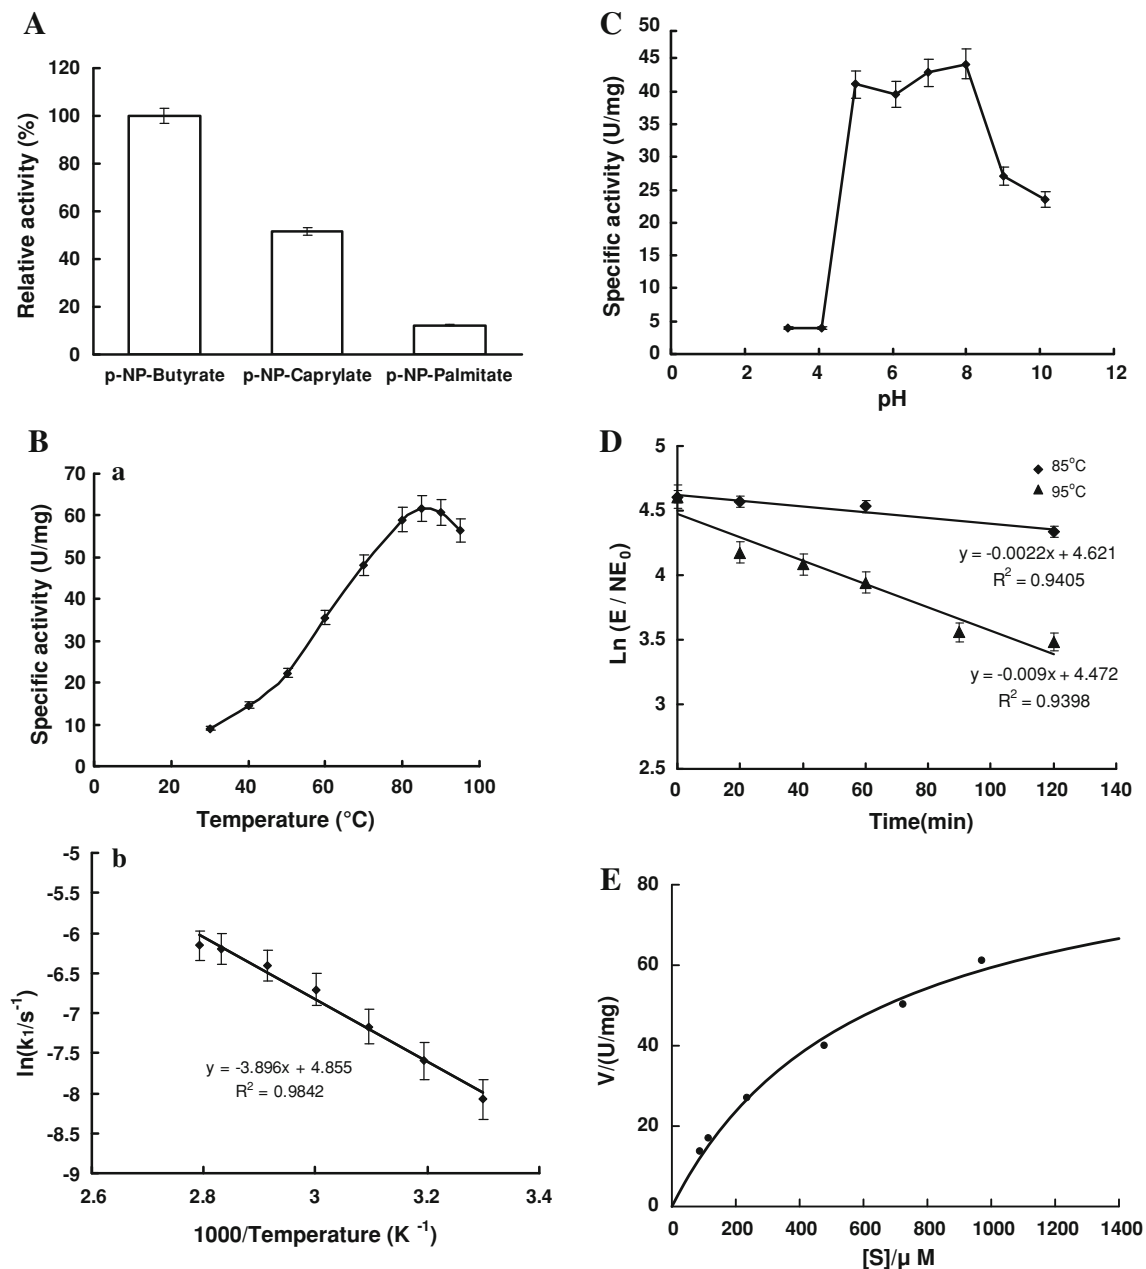 A
Relative activity (%)
120
100
80
60
40
20
0
p-NP-Butyrate p-NP-Caprylate p-NP-Palmitate
C
Specific activity (U/mg)
50
45
40
35
30
25
20
15
10
5
0
0 2 4 6 8 10 12
pH
B
a
Specific activity (U/mg)
70
60
50
40
30
20
10
0
0 20 40 60 80 100
Temperature (°C)
D
Ln (E / NE0)
5
4.5
4
3.5
3
2.5
85°C
95°C
y = -0.0022x + 4.621
R² = 0.9405
y = -0.009x + 4.472
R² = 0.9398
0 20 40 60 80 100 120 140
Time(min)
b
ln(k1/s⁻¹)
-5
-5.5
-6
-6.5
-7
-7.5
-8
-8.5
-9
y = -3.896x + 4.855
R² = 0.9842
2.6 2.8 3 3.2 3.4
1000/Temperature (K ⁻¹)
E
V/(U/mg)
80
60
40
20
0
0 200 400 600 800 1000 1200 1400
[S]/µ M